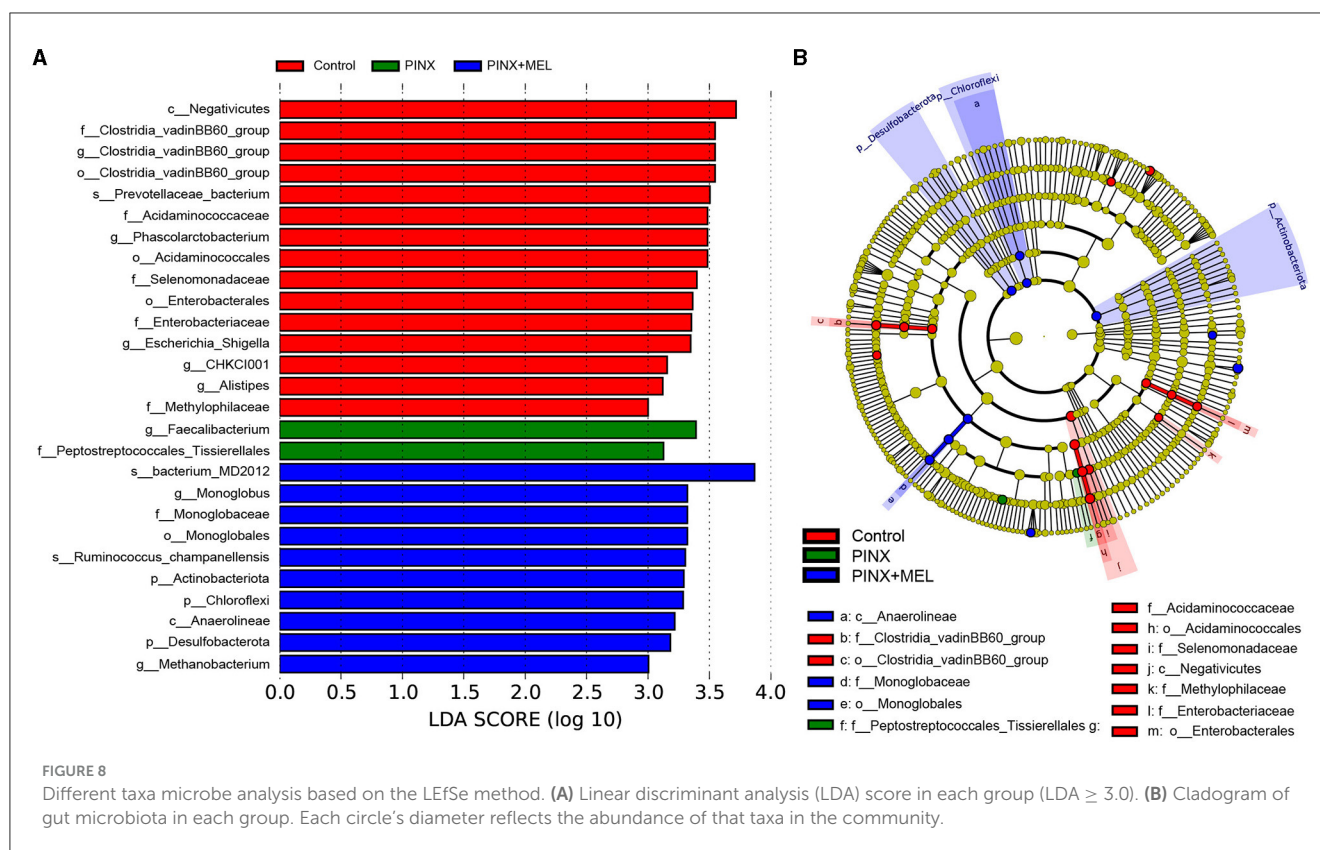 A
Control PINX PINX+MEL
c__Negativicutes
f__Clostridia_vadinBB60_group
g__Clostridia_vadinBB60_group
o__Clostridia_vadinBB60_group
s__Prevotellaceae_bacterium
f__Acidaminococcaceae
g__Phascolarctobacterium
o__Acidaminococcales
f__Selenomonadaceae
o__Enterobacterales
f__Enterobacteriaceae
g__Escherichia_Shigella
g__CHKCI001
g__Alistipes
f__Methylophilaceae
g__Faecalibacterium
f__Peptostreptococcales_Tissierellales
s__bacterium_MD2012
g__Monoglobus
f__Monoglobaceae
o__Monoglobales
s__Ruminococcus_champanellensis
p__Actinobacteriota
p__Chloroflexi
c__Anaerolineae
p__Desulfobacterota
g__Methanobacterium
0.0 0.5 1.0 1.5 2.0 2.5 3.0 3.5 4.0
LDA SCORE (log 10)
B
p__Desulfobacterota
p__Chloroflexi
a
p__Actinobacteriota
c b
e d
m
l
k
f g i
h
j
Control
PINX
PINX+MEL
a: c__Anaerolineae
b: f__Clostridia_vadinBB60_group
c: o__Clostridia_vadinBB60_group
d: f__Monoglobaceae
e: o__Monoglobales
f: f__Peptostreptococcales_Tissierellales g:
f__Acidaminococcaceae
h: o__Acidaminococcales
i: f__Selenomonadaceae
j: c__Negativicutes
k: f__Methylophilaceae
l: f__Enterobacteriaceae
m: o__Enterobacterales
FIGURE 8
Different taxa microbe analysis based on the LEfSe method. (A) Linear discriminant analysis (LDA) score in each group (LDA ≥ 3.0). (B) Cladogram of
gut microbiota in each group. Each circle's diameter reflects the abundance of that taxa in the community.